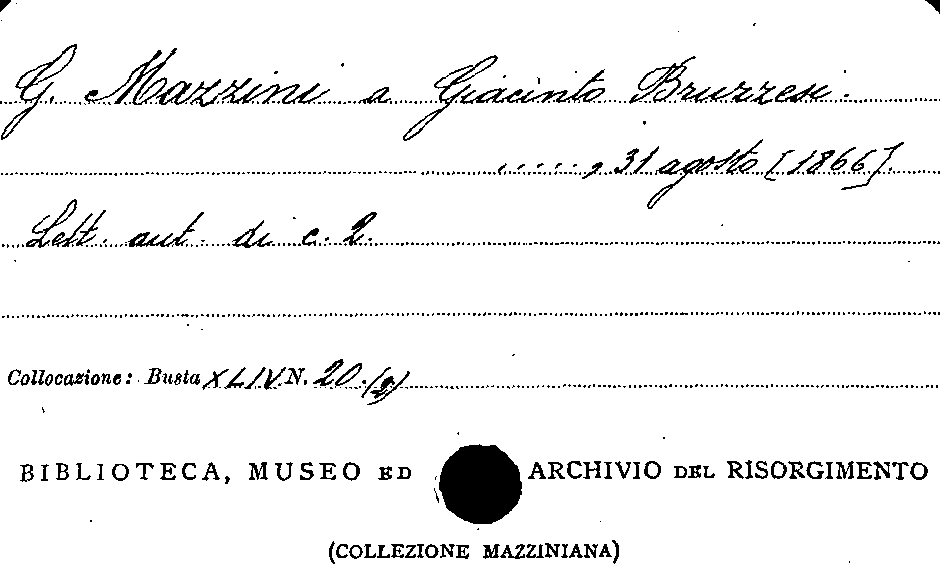 G. Mazzini a Giacinto Bruzzesi.
....., 31 agosto [1866].
Lett. aut. di c. 2.
Collocazione: Busta XLIV N. 20.(2)
BIBLIOTECA, MUSEO ED ARCHIVIO DEL RISORGIMENTO
(COLLEZIONE MAZZINIANA)